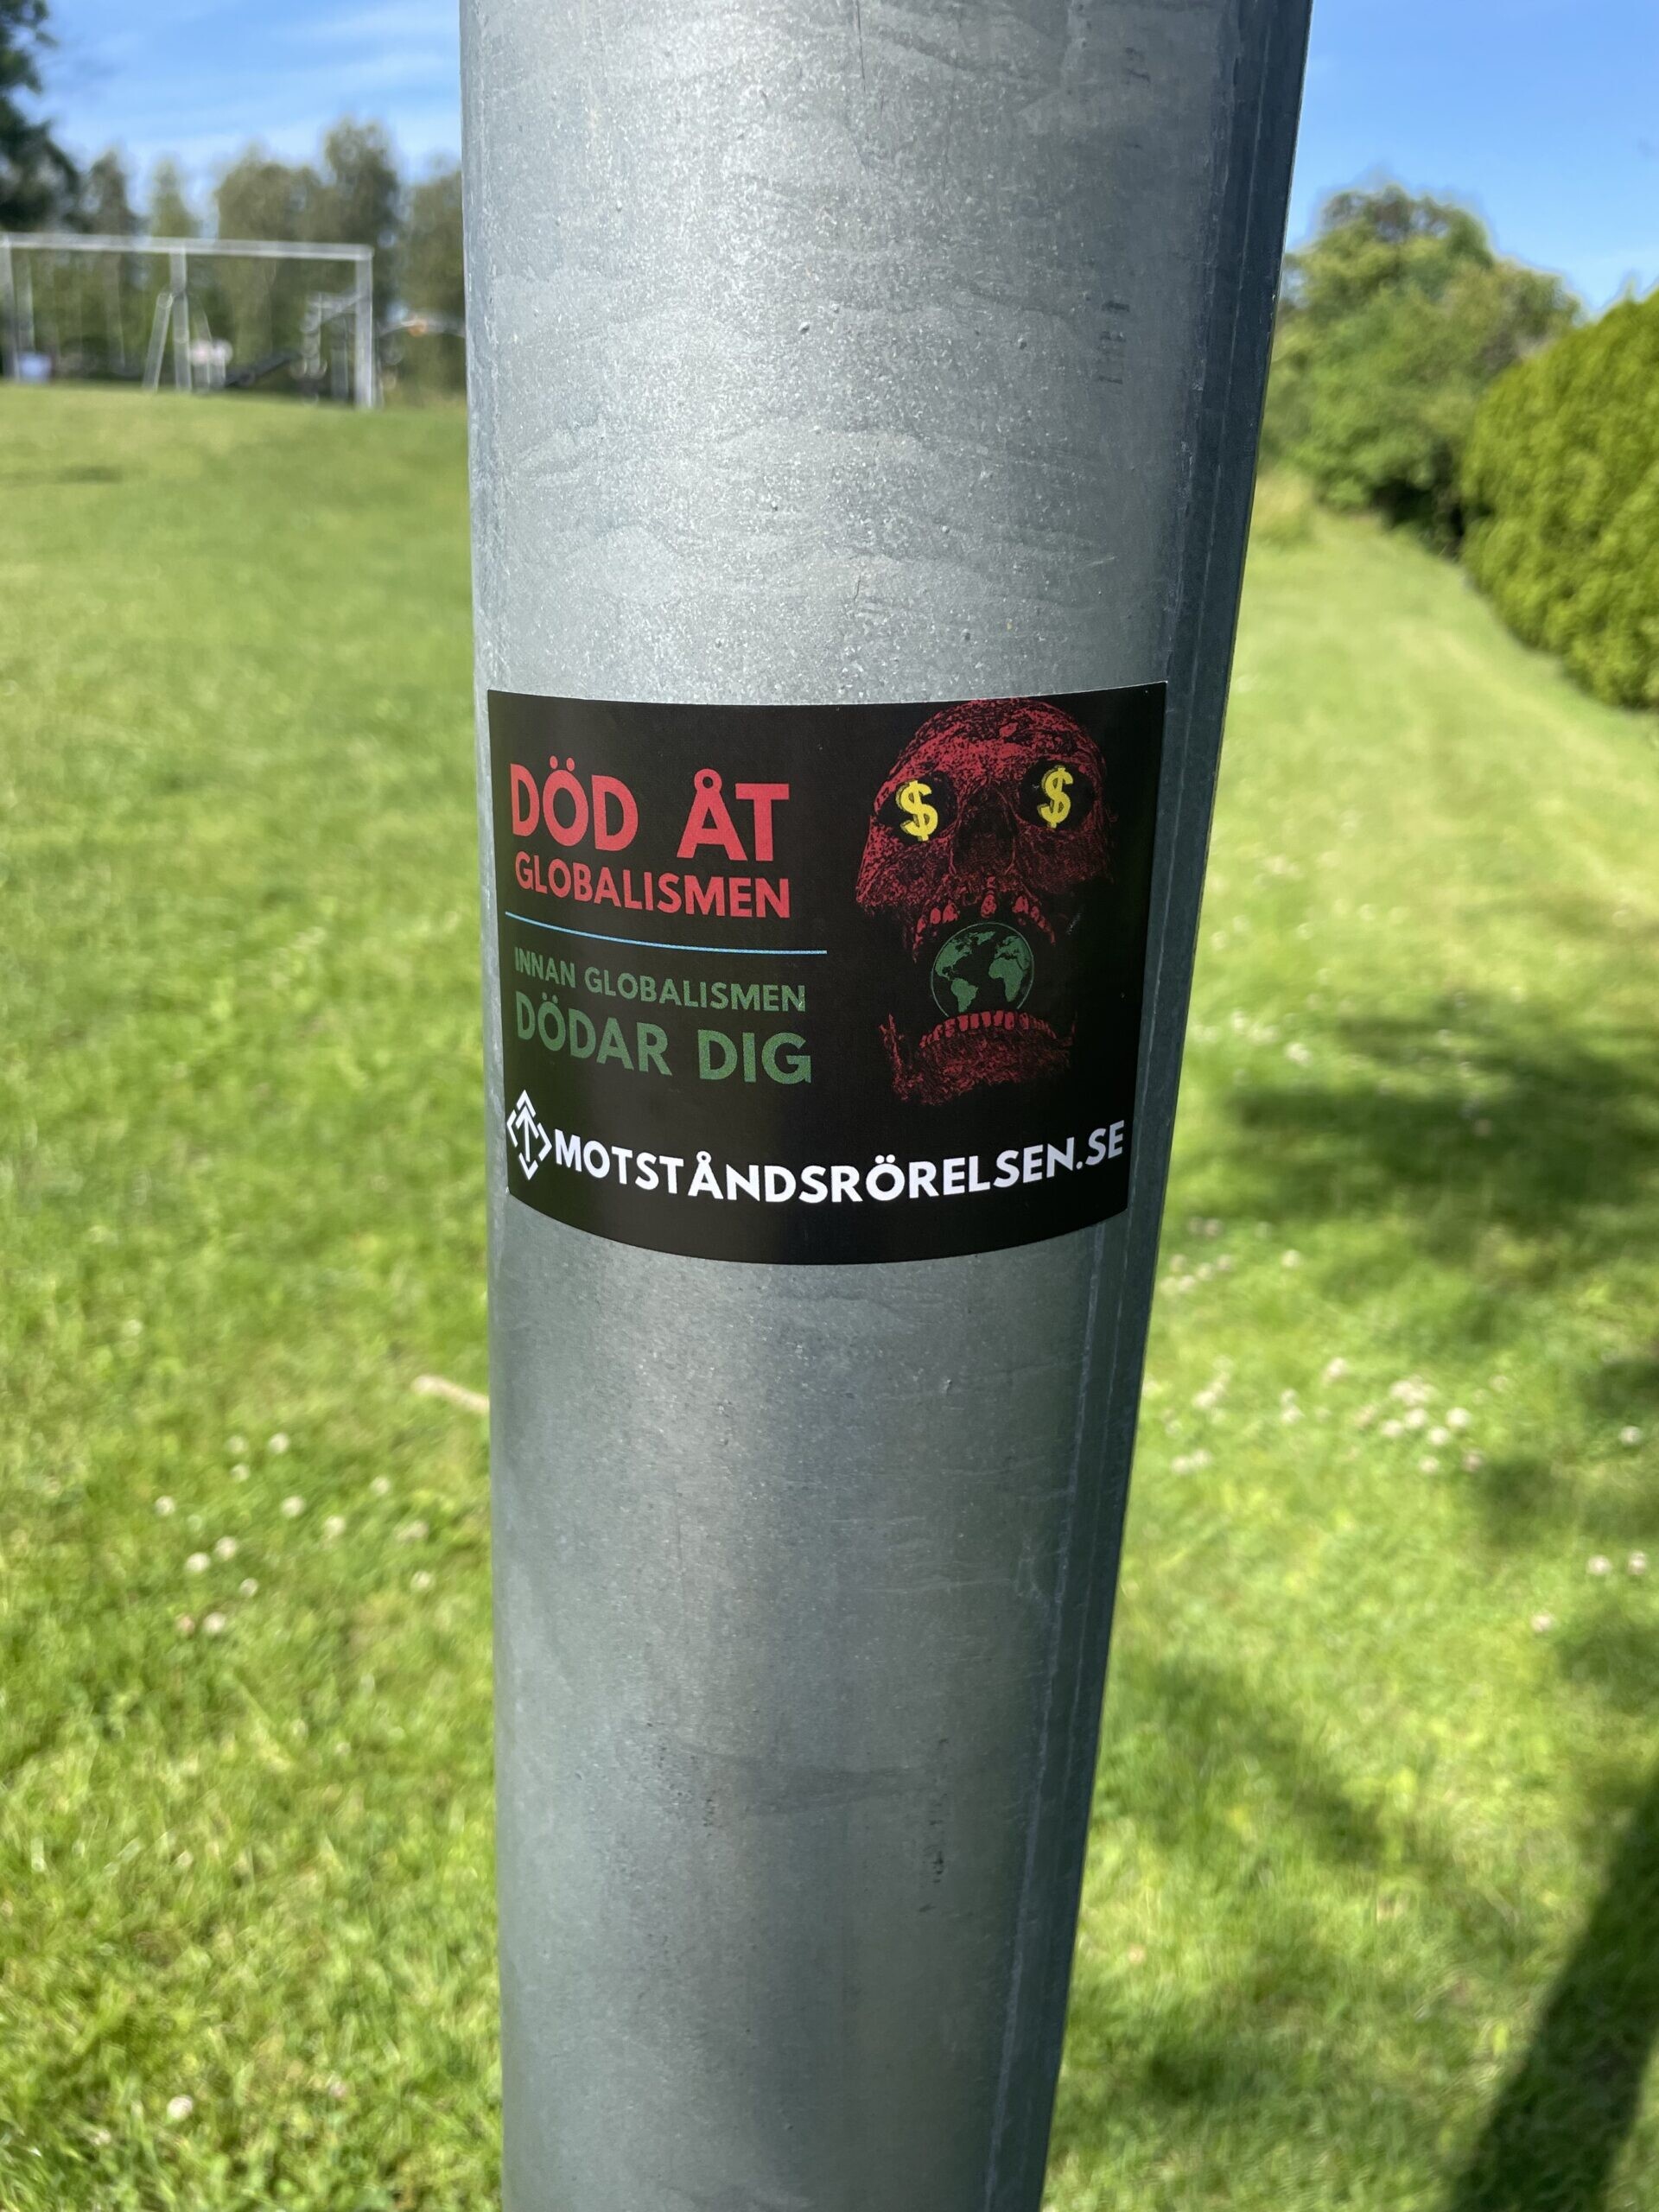 DÖD ÅT
GLOBALISMEN
INNAN GLOBALISMEN
DÖDAR DIG
MOTSTÅNDSRÖRELSEN.SE